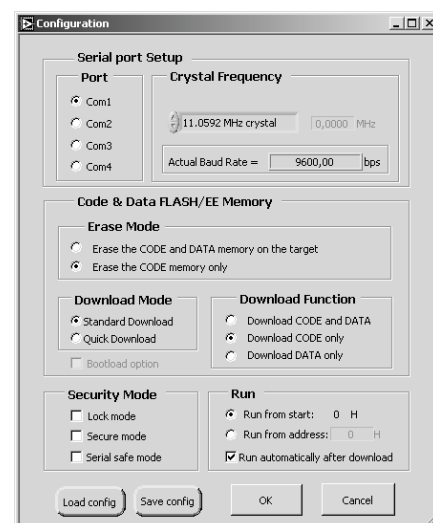 Configuration
Serial port Setup
Port
Com1
Com2
Com3
Com4
Crystal Frequency
11.0592 MHz crystal
0,0000 MHz
Actual Baud Rate = 9600,00 bps
Code & Data FLASH/EE Memory
Erase Mode
Erase the CODE and DATA memory on the target
Erase the CODE memory only
Download Mode
Standard Download
Quick Download
Bootload option
Download Function
Download CODE and DATA
Download CODE only
Download DATA only
Security Mode
Lock mode
Secure mode
Serial safe mode
Run
Run from start: 0 H
Run from address: 0 H
Run automatically after download
Load config
Save config
OK
Cancel